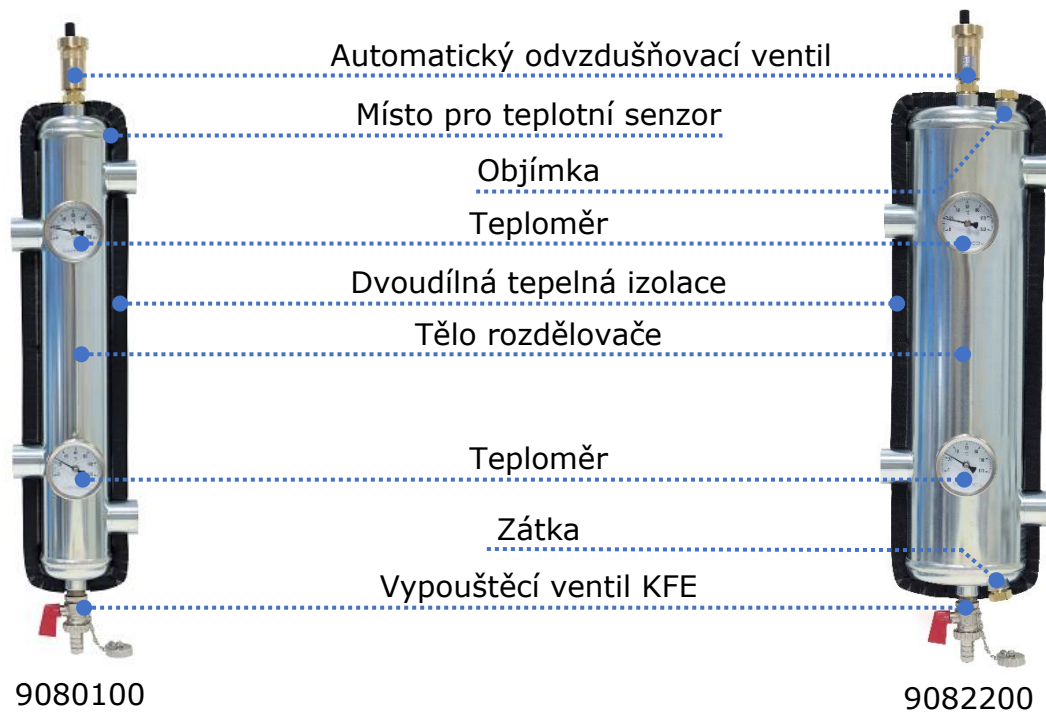 Automatický odvzdušňovací ventil
Místo pro teplotní senzor
Objímka
Teploměr
Dvoudílná tepelná izolace
Tělo rozdělovače
Teploměr
Zátka
Vypouštěcí ventil KFE
9080100
9082200